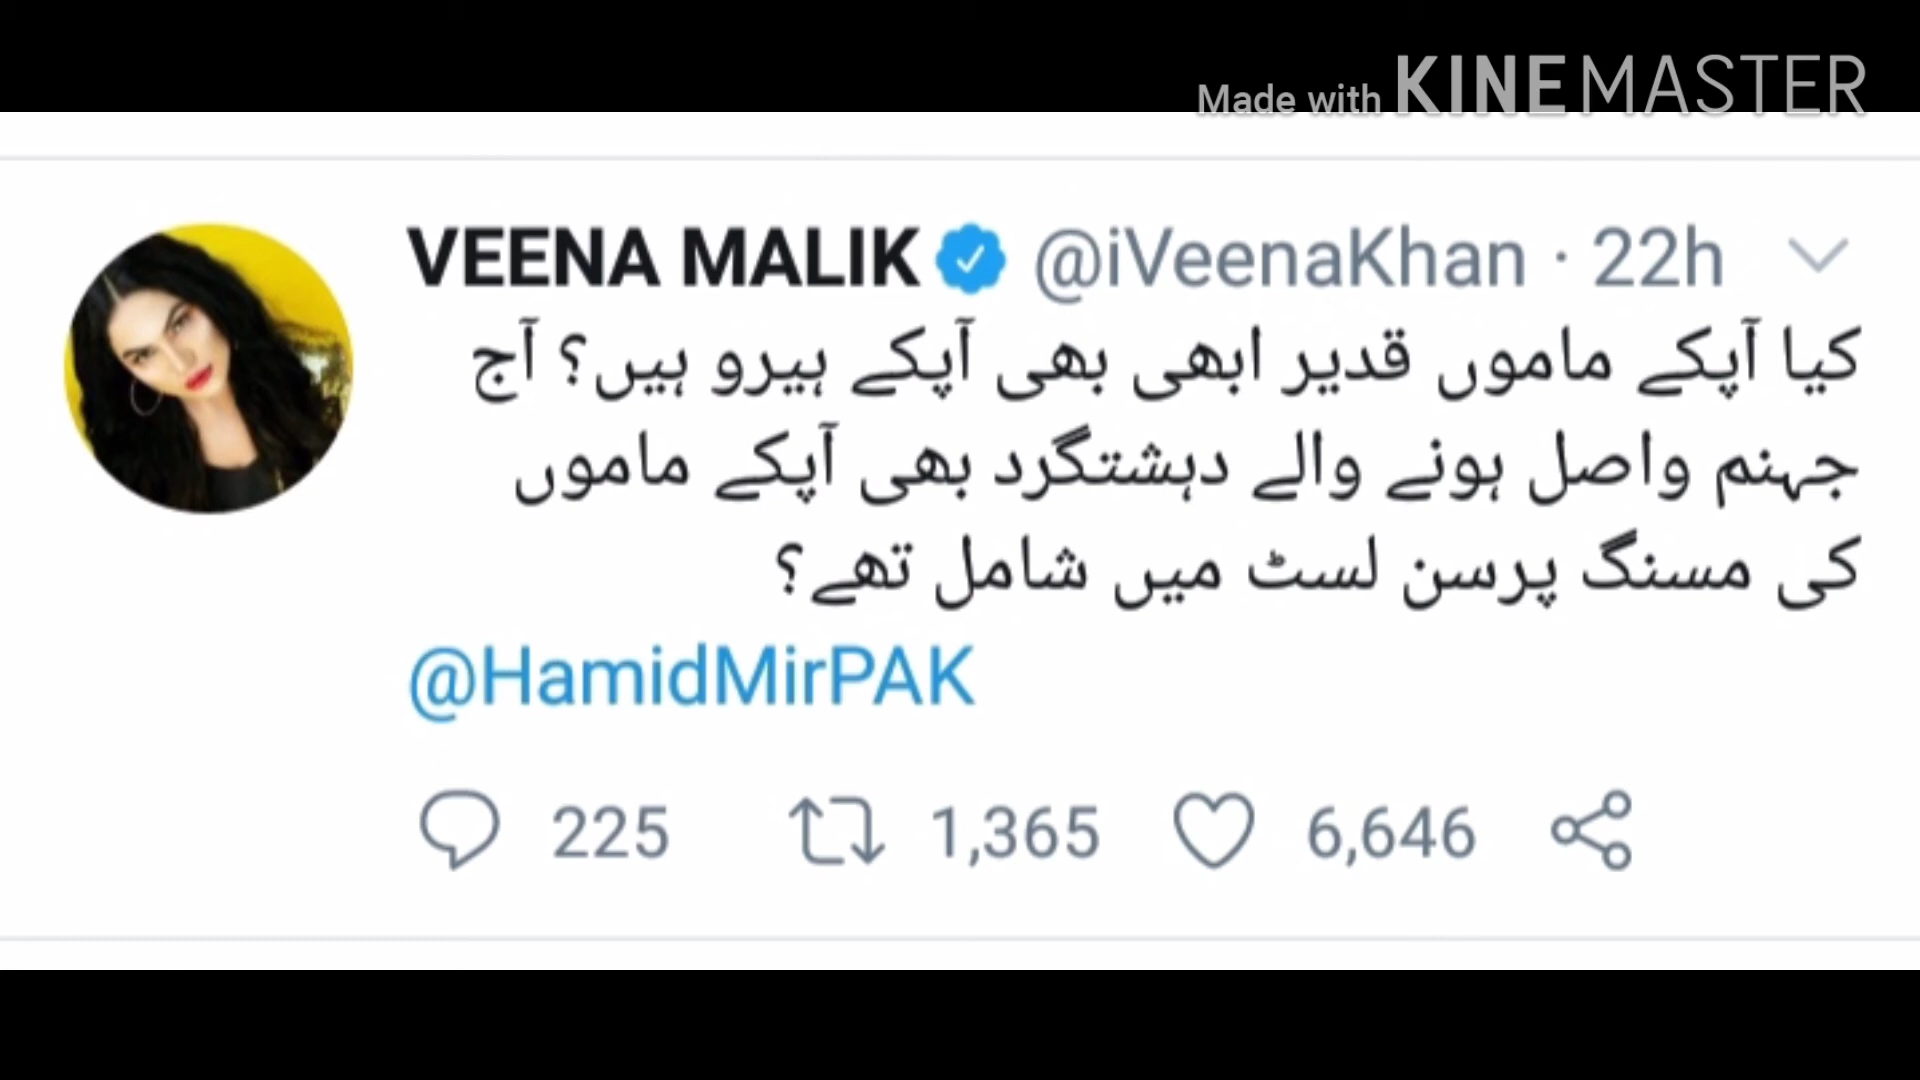 Made with KINEMASTER
VEENA MALIK @iVeenaKhan · 22h
کیا آپکے ماموں قدیر ابھی بھی آپکے ہیرو ہیں؟ آج
جہنم واصل ہونے والے دہشتگرد بھی آپکے ماموں
کی مسنگ پرسن لسٹ میں شامل تھے؟
@HamidMirPAK
225 1,365 6,646